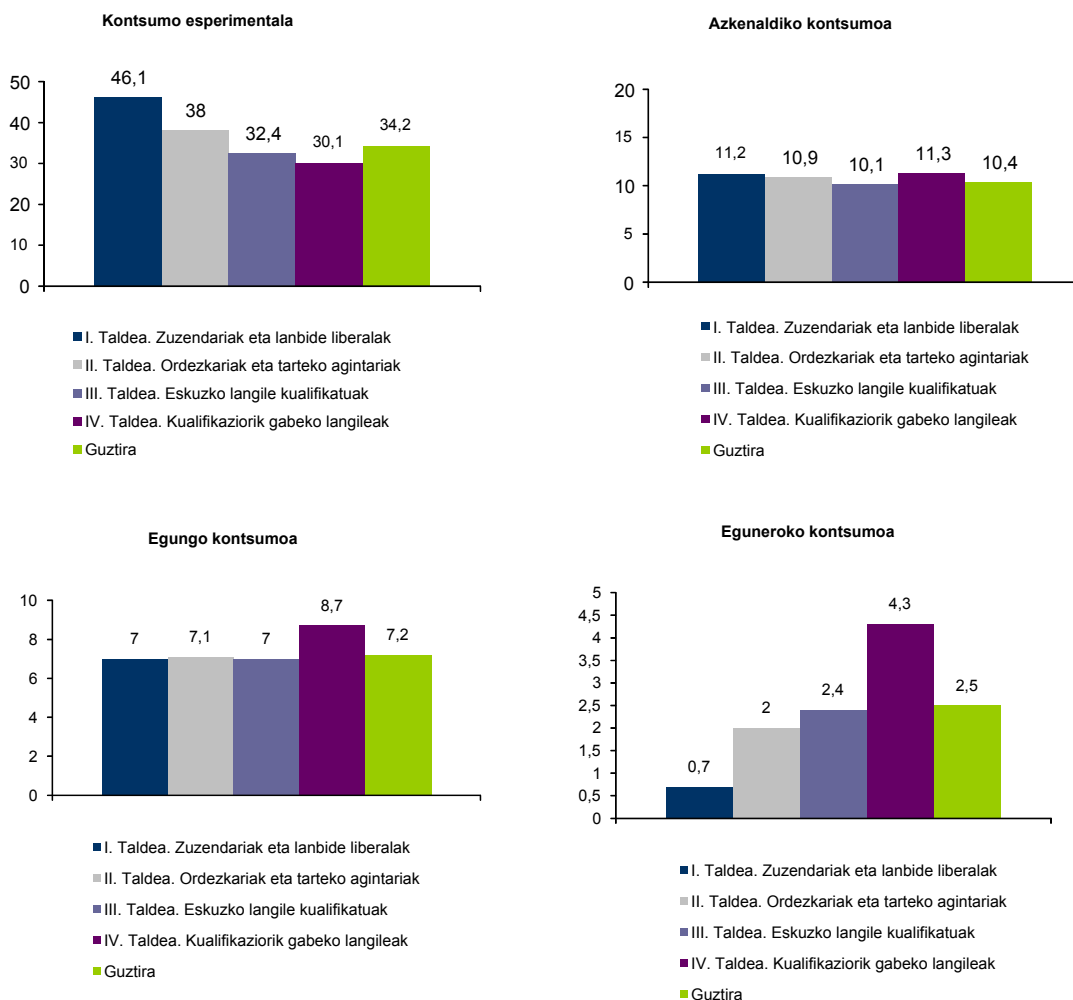 Kontsumo esperimentala
50
40
30
20
10
0
46,1
38
32,4
30,1
34,2
I. Taldea. Zuzendariak eta lanbide liberalak
II. Taldea. Ordezkariak eta tarteko agintariak
III. Taldea. Eskuzko langile kualifikatuak
IV. Taldea. Kualifikaziorik gabeko langileak
Guztira
Azkenaldiko kontsumoa
20
15
10
5
0
11,2
10,9
10,1
11,3
10,4
I. Taldea. Zuzendariak eta lanbide liberalak
II. Taldea. Ordezkariak eta tarteko agintariak
III. Taldea. Eskuzko langile kualifikatuak
IV. Taldea. Kualifikaziorik gabeko langileak
Guztira
Egungo kontsumoa
10
8
6
4
2
0
7
7,1
7
8,7
7,2
I. Taldea. Zuzendariak eta lanbide liberalak
II. Taldea. Ordezkariak eta tarteko agintariak
III. Taldea. Eskuzko langile kualifikatuak
IV. Taldea. Kualifikaziorik gabeko langileak
Guztira
Eguneroko kontsumoa
5
4,5
4
3,5
3
2,5
2
1,5
1
0,5
0
0,7
2
2,4
4,3
2,5
I. Taldea. Zuzendariak eta lanbide liberalak
II. Taldea. Ordezkariak eta tarteko agintariak
III. Taldea. Eskuzko langile kualifikatuak
IV. Taldea. Kualifikaziorik gabeko langileak
Guztira